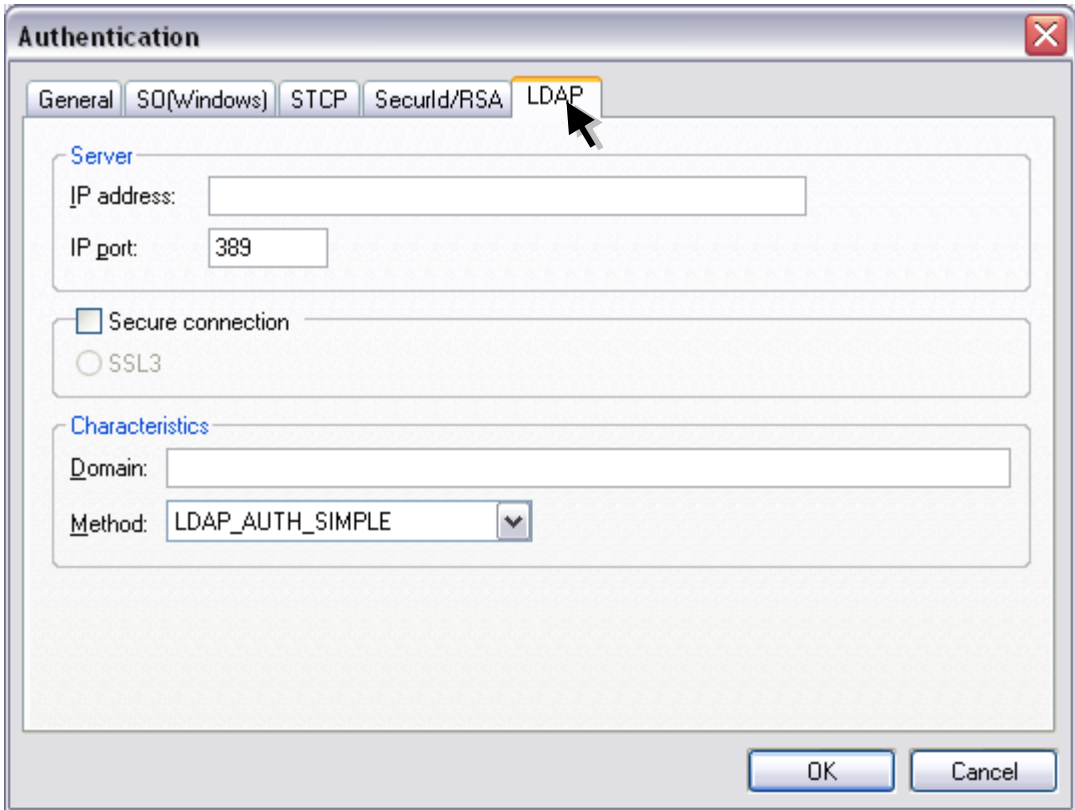 Authentication
General SO(Windows) STCP SecurId/RSA LDAP
Server
IP address:
IP port: 389
Secure connection
SSL3
Characteristics
Domain:
Method: LDAP_AUTH_SIMPLE
OK Cancel